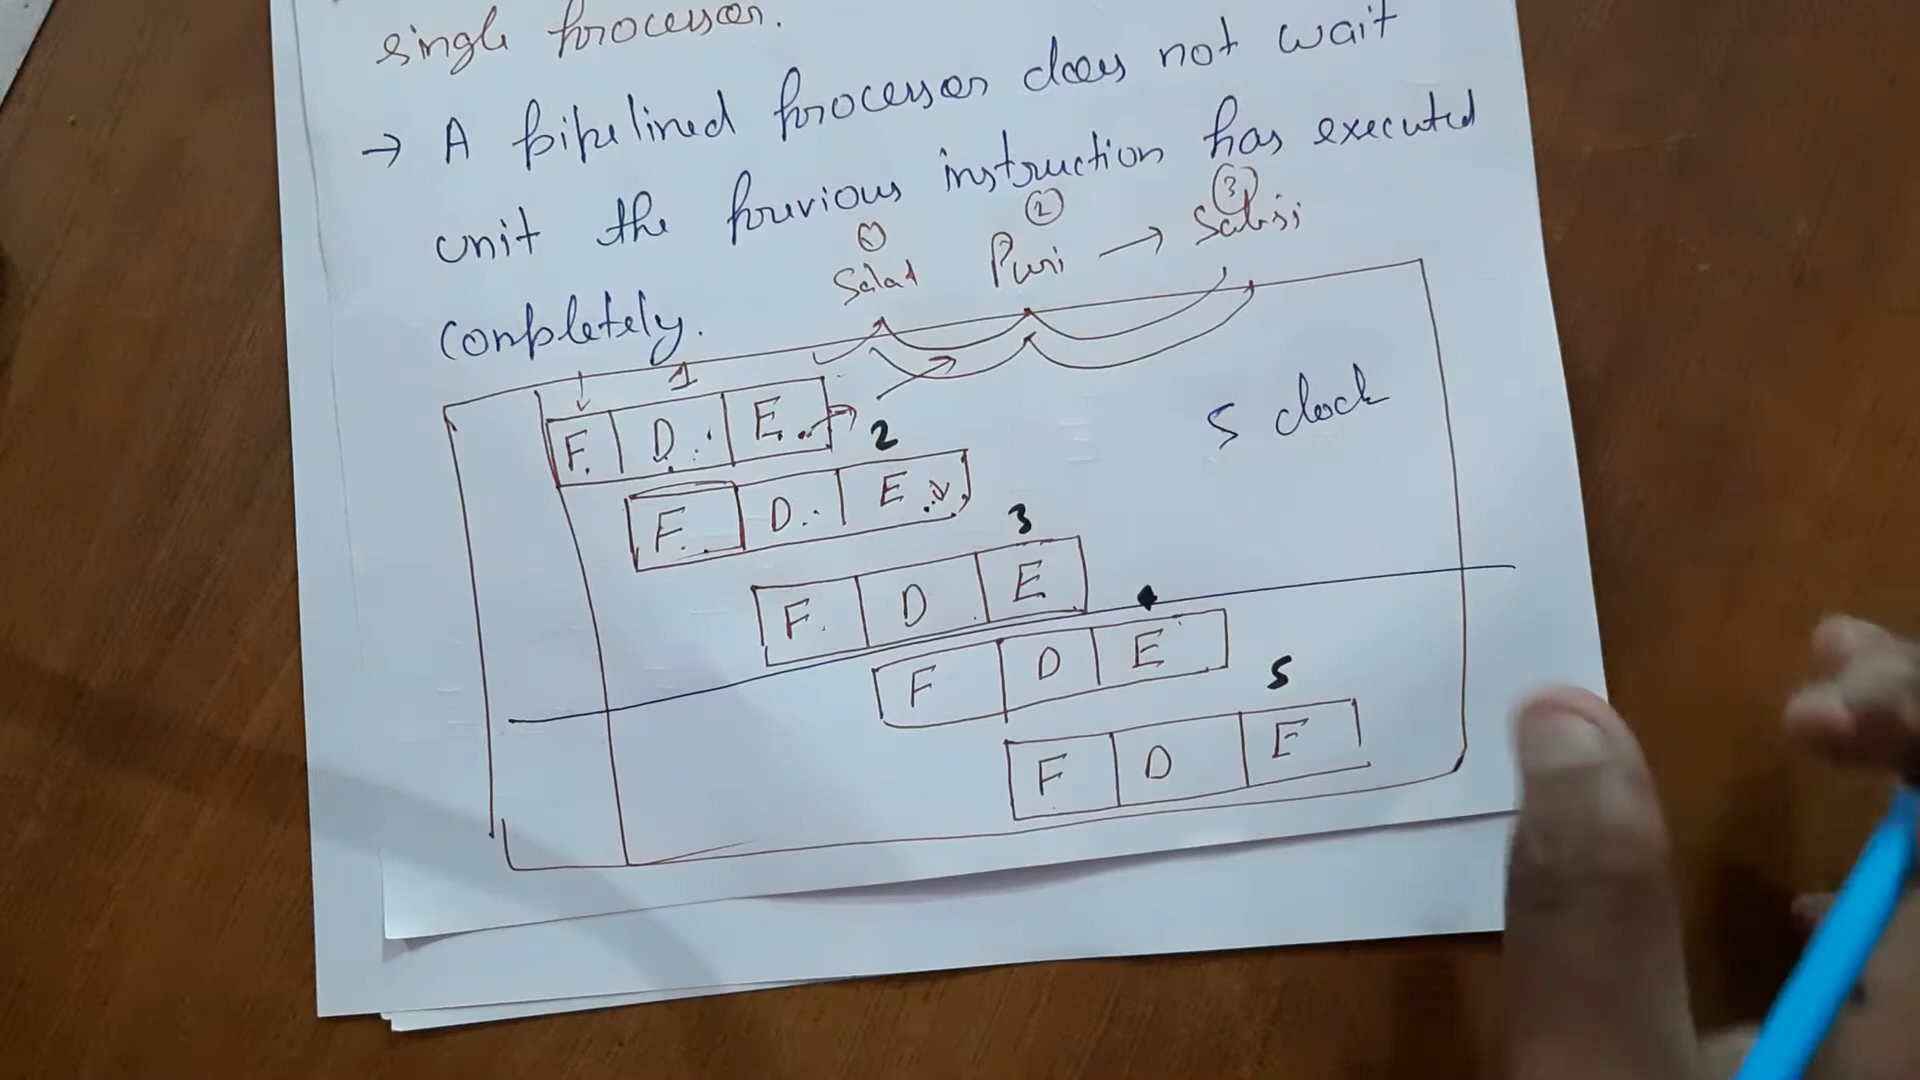 single processor.
→ A pipelined processor does not wait
unit the previous instruction has executed
① ② ③
Salad Puri → Sabji
completely.
1
F D E
2
F D E
5 clock
3
F D E
F D E
5
F D E